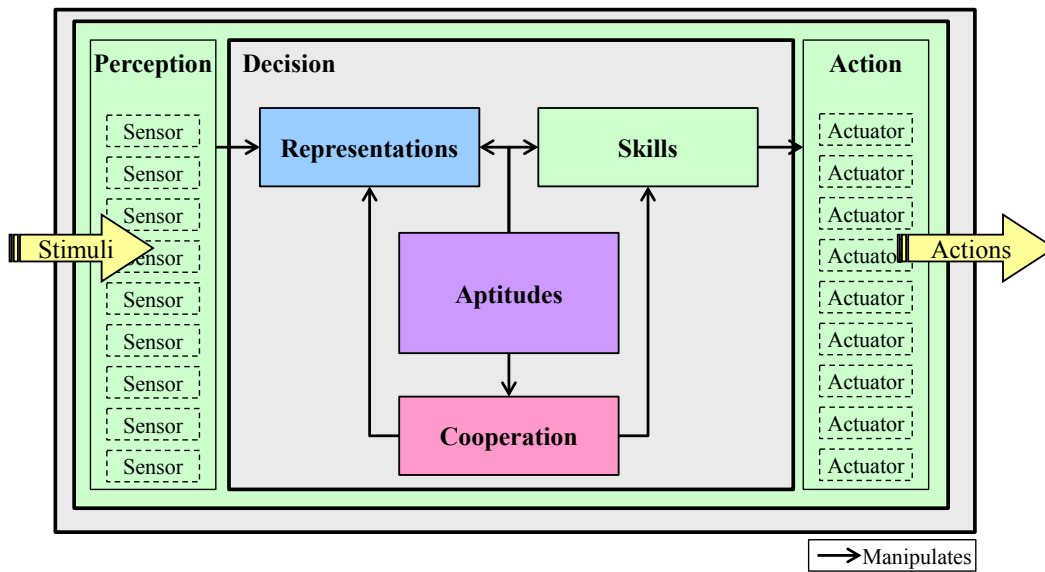 Perception
Decision
Action
Sensor
Sensor
Sensor
Sensor
Sensor
Sensor
Sensor
Sensor
Sensor
Stimuli
Representations
Skills
Aptitudes
Cooperation
Actuator
Actuator
Actuator
Actuator
Actuator
Actuator
Actuator
Actuator
Actuator
Actions
Manipulates